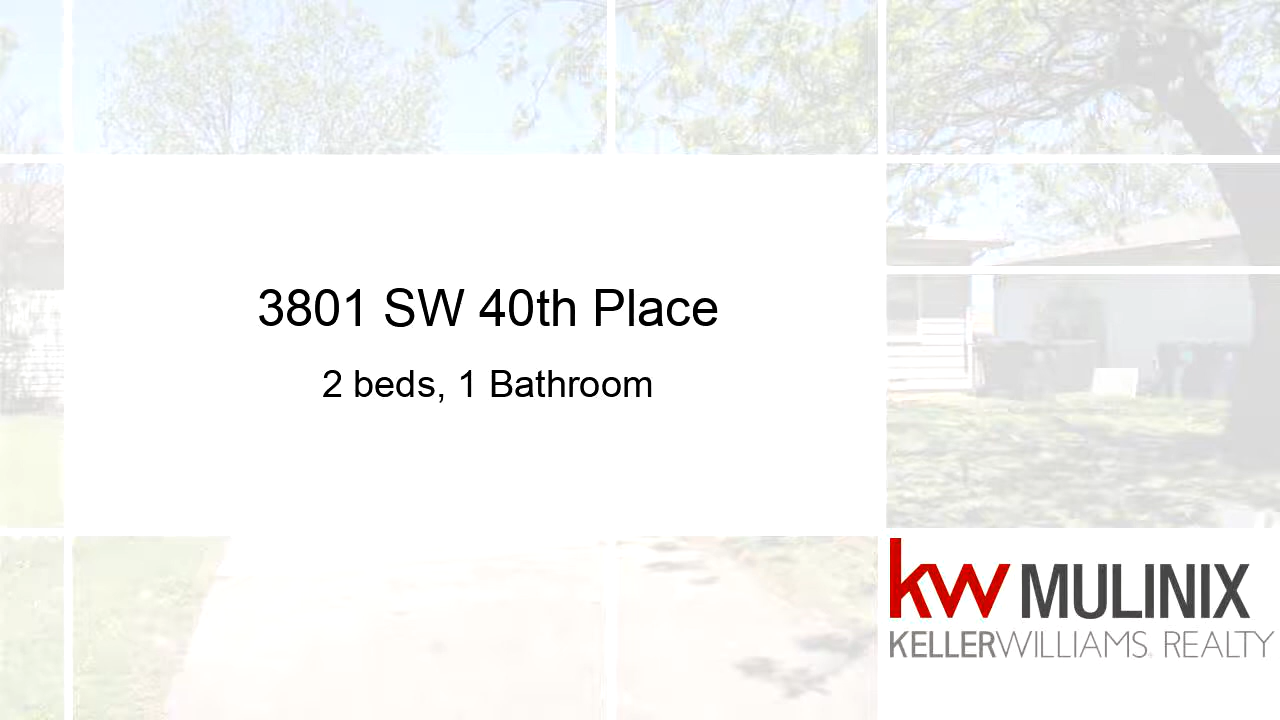 3801 SW 40th Place
2 beds, 1 Bathroom
kw MULINIX
KELLERWILLIAMS. REALTY